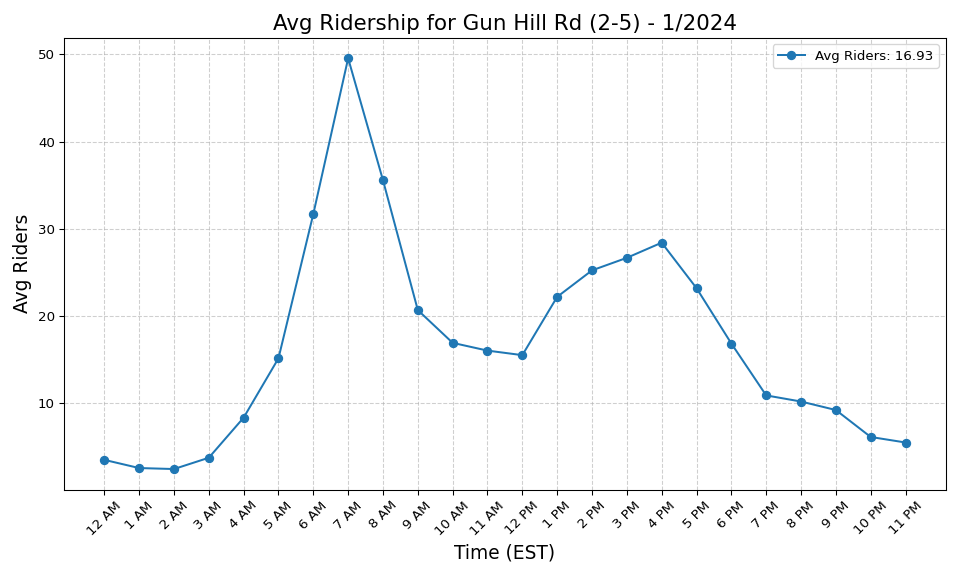 Avg Ridership for Gun Hill Rd (2-5) - 1/2024
Avg Riders: 16.93
50
40
30
20
10
Avg Riders
12 AM
1 AM
2 AM
3 AM
4 AM
5 AM
6 AM
7 AM
8 AM
9 AM
10 AM
11 AM
12 PM
1 PM
2 PM
3 PM
4 PM
5 PM
6 PM
7 PM
8 PM
9 PM
10 PM
11 PM
Time (EST)